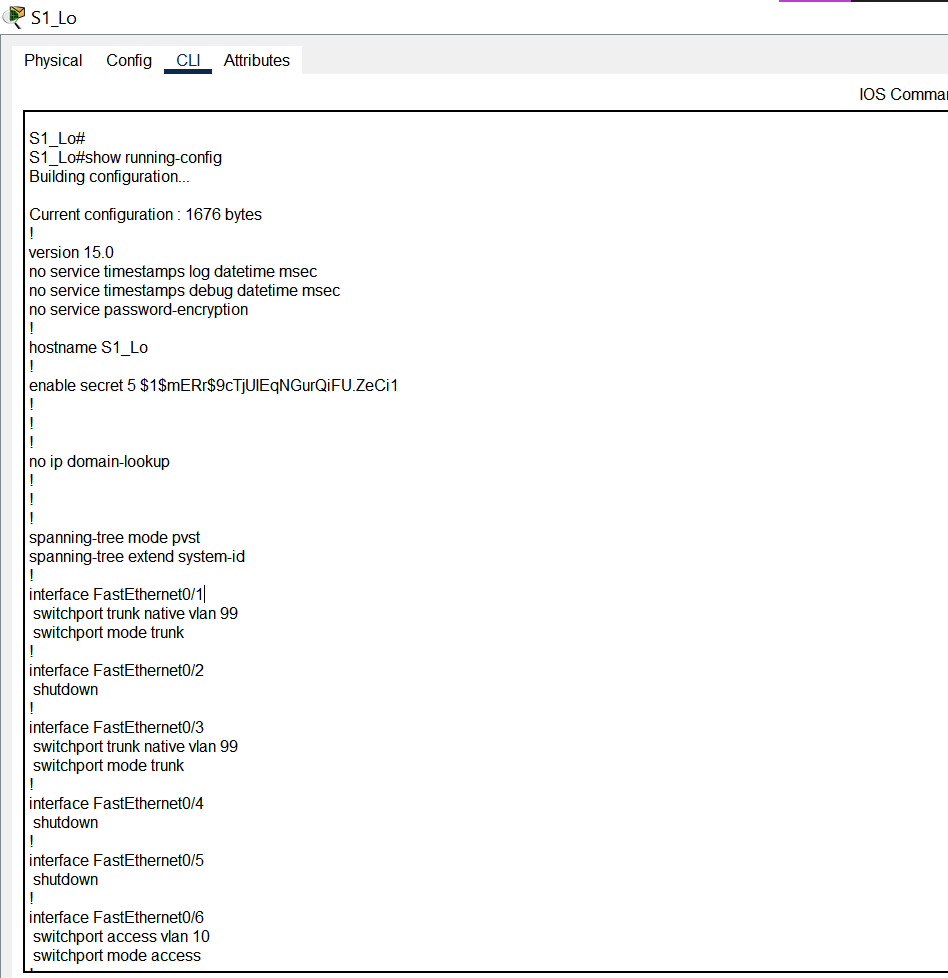 S1_Lo
Physical Config CLI Attributes
IOS Comma
S1_Lo#
S1_Lo#show running-config
Building configuration...
Current configuration : 1676 bytes
!
version 15.0
no service timestamps log datetime msec
no service timestamps debug datetime msec
no service password-encryption
!
hostname S1_Lo
!
enable secret 5 $1$mERr$9cTjUIEqNGurQiFU.ZeCi1
!
!
!
no ip domain-lookup
!
!
!
spanning-tree mode pvst
spanning-tree extend system-id
!
interface FastEthernet0/1
switchport trunk native vlan 99
switchport mode trunk
!
interface FastEthernet0/2
shutdown
!
interface FastEthernet0/3
switchport trunk native vlan 99
switchport mode trunk
!
interface FastEthernet0/4
shutdown
!
interface FastEthernet0/5
shutdown
!
interface FastEthernet0/6
switchport access vlan 10
switchport mode access